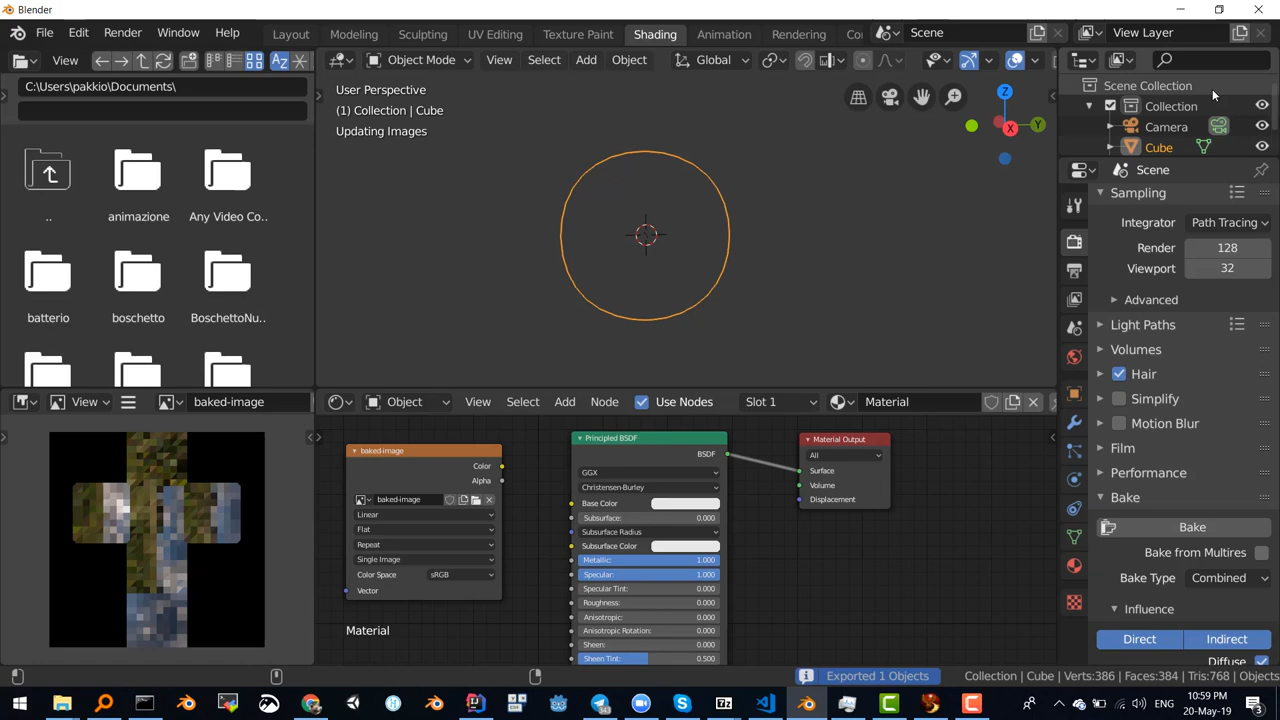 Blender
File Edit Render Window Help Layout Modeling Sculpting UV Editing Texture Paint Shading Animation Rendering Co Scene View Layer
View Object Mode View Select Add Object Global
C:\Users\pakkio\Documents\
User Perspective
(1) Collection | Cube
Updating Images
Z
Y
X
Scene Collection
Collection
Camera
Cube
Scene
Sampling
Integrator Path Tracing
Render 128
Viewport 32
Advanced
Light Paths
Volumes
Hair
Simplify
Motion Blur
Film
Performance
Bake
Bake
Bake from Multires
Bake Type Combined
Influence
Direct Indirect
Diffuse
.. animazione Any Video Co...
batterio boschetto BoschettoNu...
View baked-image
Object View Select Add Node Use Nodes Slot 1 Material
baked-image
Color
Alpha
baked-image
Linear
Flat
Repeat
Single Image
Color Space sRGB
Vector
Principled BSDF
BSDF
GGX
Christensen-Burley
Base Color
Subsurface: 0.000
Subsurface Radius
Subsurface Color
Metallic: 1.000
Specular: 1.000
Specular Tint: 0.000
Roughness: 0.000
Anisotropic: 0.000
Anisotropic Rotation: 0.000
Sheen: 0.000
Sheen Tint: 0.500
Material Output
All
Surface
Volume
Displacement
Material
Exported 1 Objects Collection | Cube | Verts:386 | Faces:384 | Tris:768 | Objects
10:59 PM
20-May-19
3